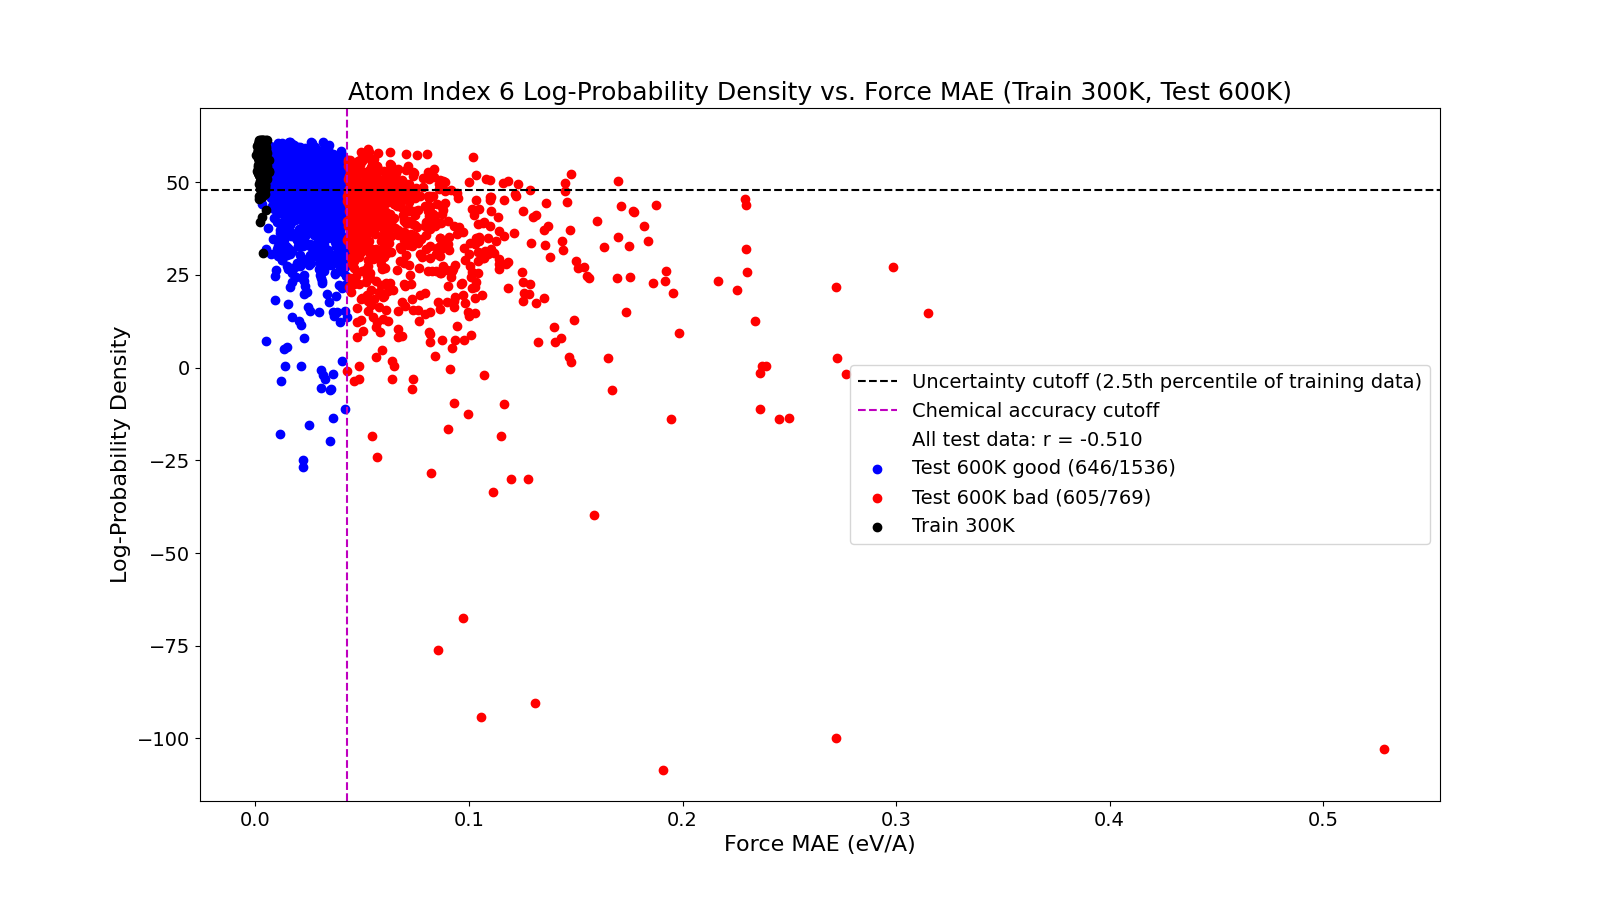 Atom Index 6 Log-Probability Density vs. Force MAE (Train 300K, Test 600K)
Log-Probability Density
50
25
0
−25
−50
−75
−100
Uncertainty cutoff (2.5th percentile of training data)
Chemical accuracy cutoff
All test data: r = -0.510
Test 600K good (646/1536)
Test 600K bad (605/769)
Train 300K
0.0 0.1 0.2 0.3 0.4 0.5
Force MAE (eV/A)